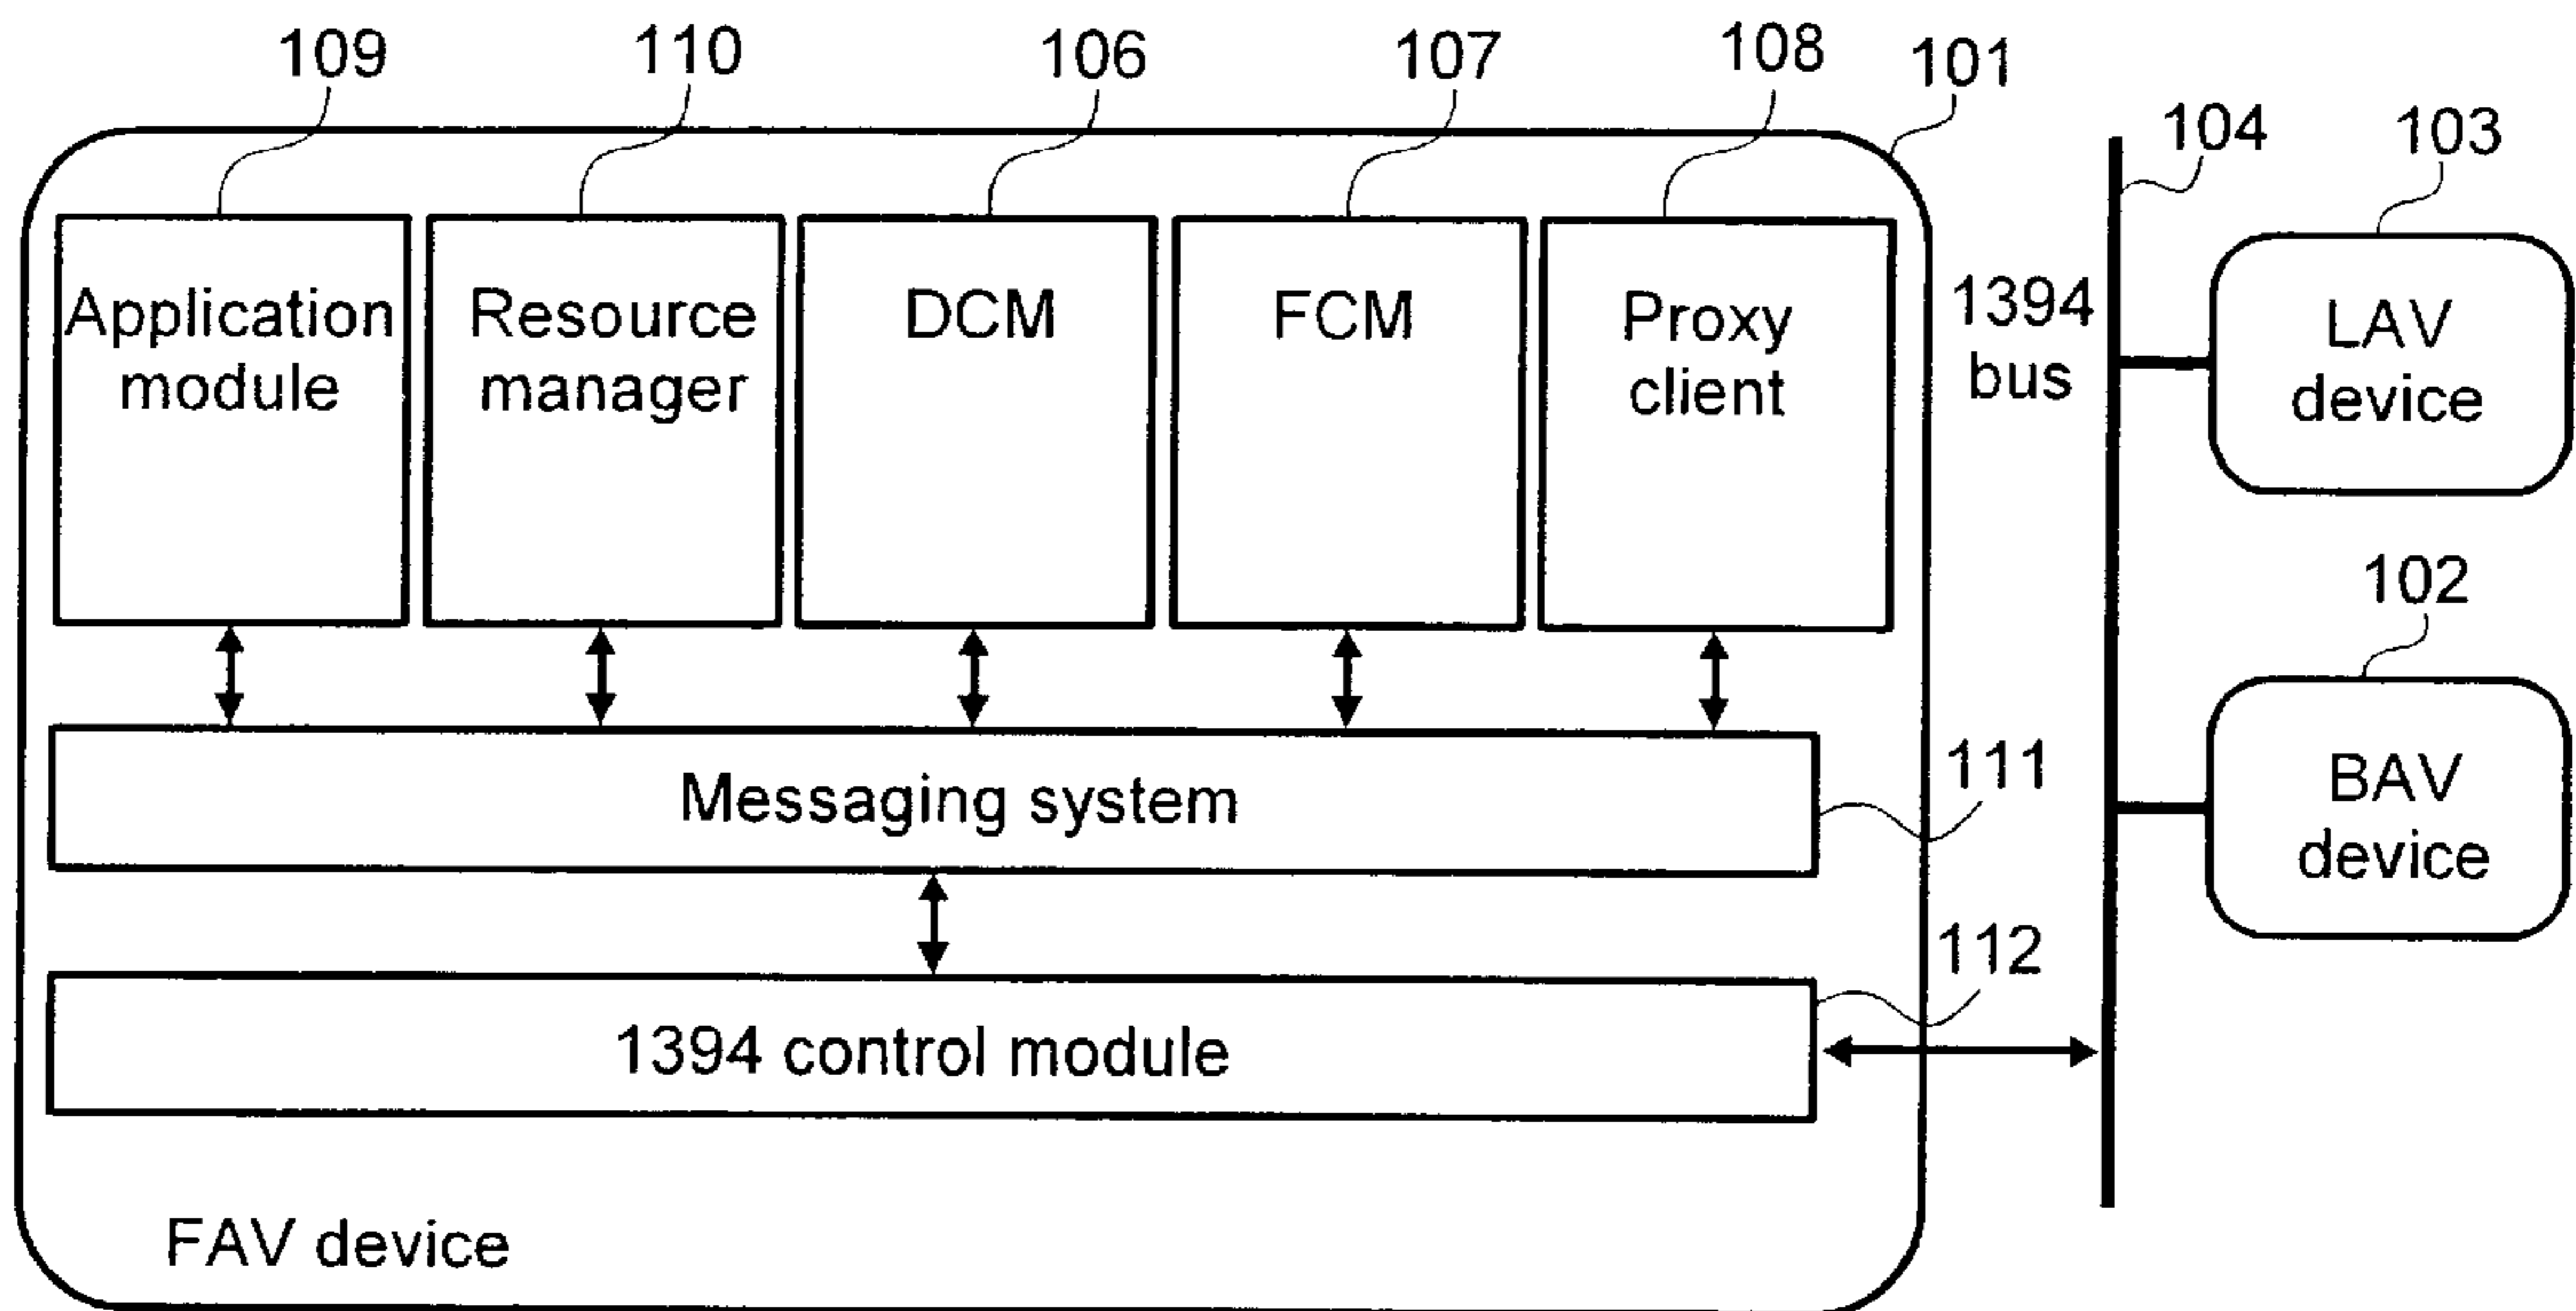 109
110
106
107
108
101
104
103
Application
module
Resource
manager
DCM
FCM
Proxy
client
1394
bus
LAV
device
102
Messaging system
111
BAV
device
112
1394 control module
FAV device